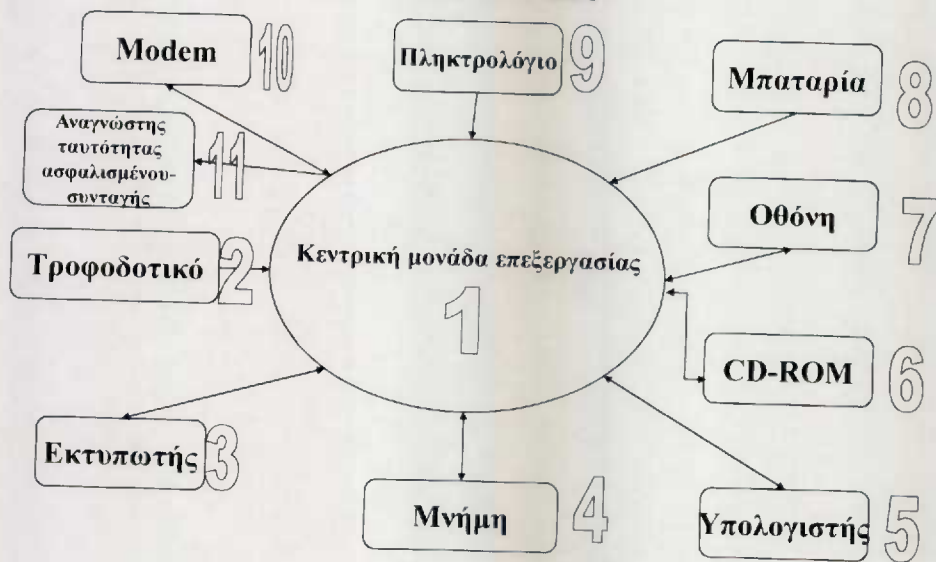 Modem
10
Πληκτρολόγιο
9
Μπαταρία
8
Αναγνώστης
ταυτότητας
ασφαλισμένου-
συνταγής
11
Οθόνη
7
Τροφοδοτικό
2
Κεντρική μονάδα επεξεργασίας
1
CD-ROM
6
Εκτυπωτής
3
Μνήμη
4
Υπολογιστής
5